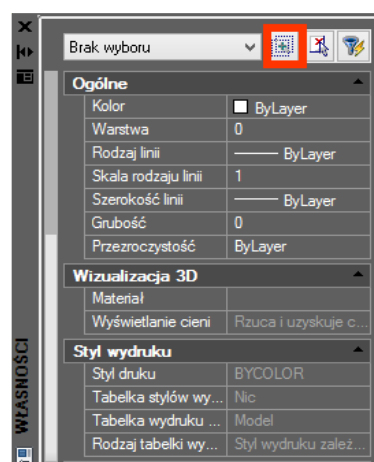 Brak wyboru
Ogólne
Kolor ByLayer
Warstwa 0
Rodzaj linii ByLayer
Skala rodzaju linii 1
Szerokość linii ByLayer
Grubość 0
Przezroczystość ByLayer
Wizualizacja 3D
Materiał
Wyświetlanie cieni Rzuca i uzyskuje c...
Styl wydruku
Styl druku BYCOLOR
Tabelka stylów wy... Nic
Tabelka wydruku ... Model
Rodzaj tabelki wy... Styl wydruku zależ...
WŁASNOŚCI